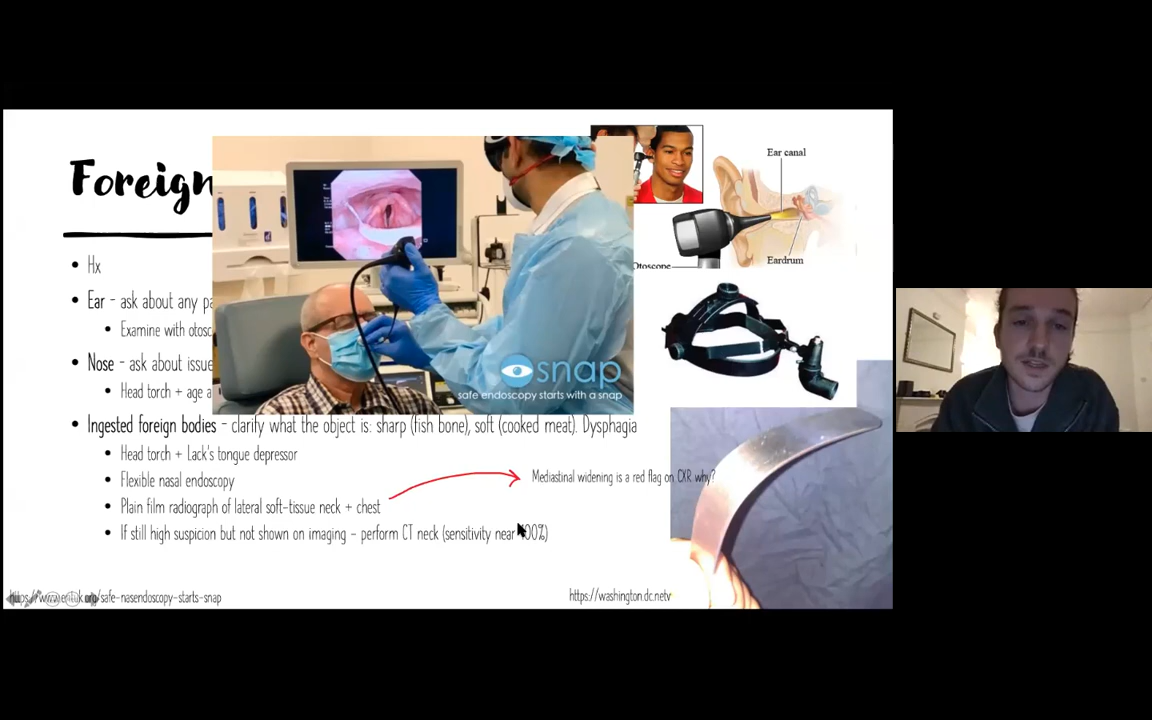 Foreign
Hx
Ear - ask about any pa
Examine with otosc
Nose - ask about issue
Head torch + age a
Ingested foreign bodies - clarify what the object is: sharp (fish bone), soft (cooked meat). Dysphagia
Head torch + Lack's tongue depressor
Flexible nasal endoscopy
Plain film radiograph of lateral soft-tissue neck + chest
Mediastinal widening is a red flag on CXR why?
If still high suspicion but not shown on imaging - perform CT neck (sensitivity near 100%)
snap
safe endoscopy starts with a snap
Ear canal
Otoscope
Eardrum
/safe-nasendoscopy-starts-snap
https://washington.dc.netv